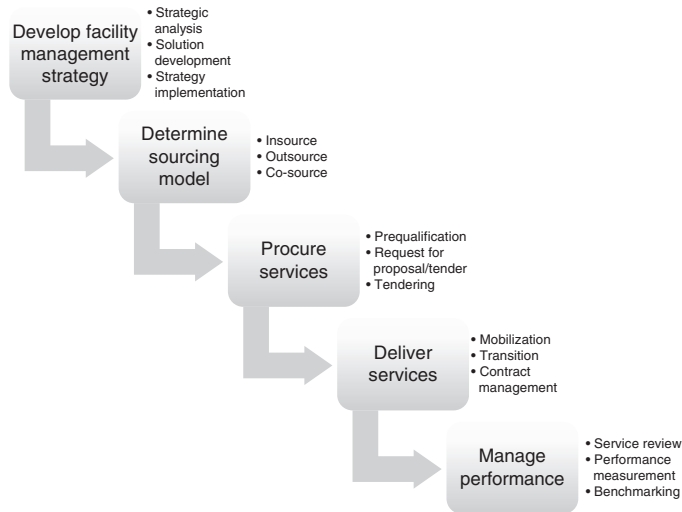 Develop facility
management
strategy
• Strategic
analysis
• Solution
development
• Strategy
implementation
Determine
sourcing
model
• Insource
• Outsource
• Co-source
Procure
services
• Prequalification
• Request for
proposal/tender
• Tendering
Deliver
services
• Mobilization
• Transition
• Contract
management
Manage
performance
• Service review
• Performance
measurement
• Benchmarking